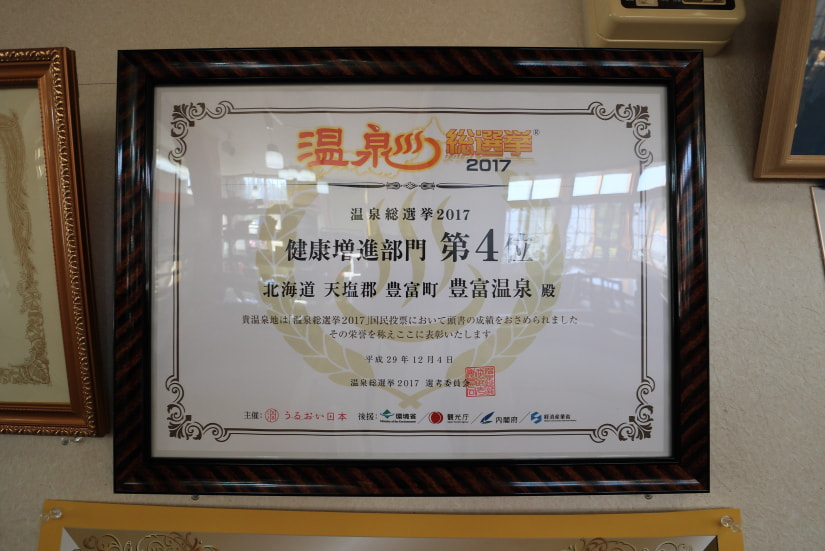 温泉 総選挙®
2017
温泉総選挙2017
健康増進部門 第4位
北海道 天塩郡 豊富町 豊富温泉 殿
貴温泉地は「温泉総選挙2017」国民投票において頭書の成績をおさめられました
その栄誉を称えここに表彰いたします
平成29年12月4日
温泉総選挙2017 選考委員会
主催: うるおい日本 後援: 環境省 / 観光庁 / 内閣府 / 経済産業省